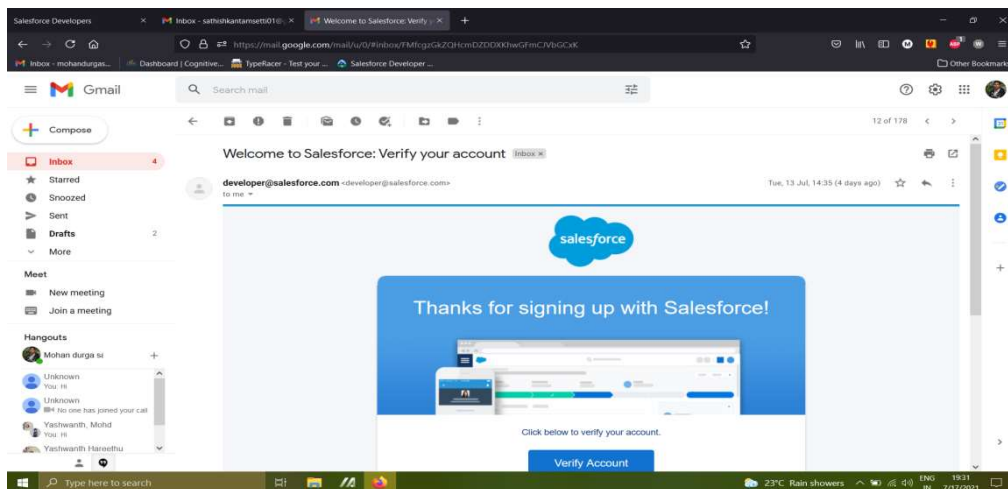 Salesforce Developers
Inbox - sathishkantamsetti01@
Welcome to Salesforce: Verify y
https://mail.google.com/mail/u/0/#inbox/
Inbox - mohandurgas...
Dashboard | Cognitive...
TypeRacer - Test your ...
Salesforce Developer ...
Other Bookmarks
Gmail
Search mail
Compose
12 of 178
Inbox 4
Starred
Snoozed
Sent
Drafts 2
More
Meet
New meeting
Join a meeting
Hangouts
Mohan durga sa
Unknown
You: Hi
Unknown
No one has joined your call
Yashwanth, Mohd
You: Hi
Yashwanth
Welcome to Salesforce: Verify your account Inbox x
developer@salesforce.com <developer@salesforce.com>
Tue, 13 Jul, 14:35 (4 days ago)
to me
salesforce
Thanks for signing up with Salesforce!
Click below to verify your account.
Verify Account
Type here to search
23°C Rain showers
ENG
IN
19:31
7/17/2021